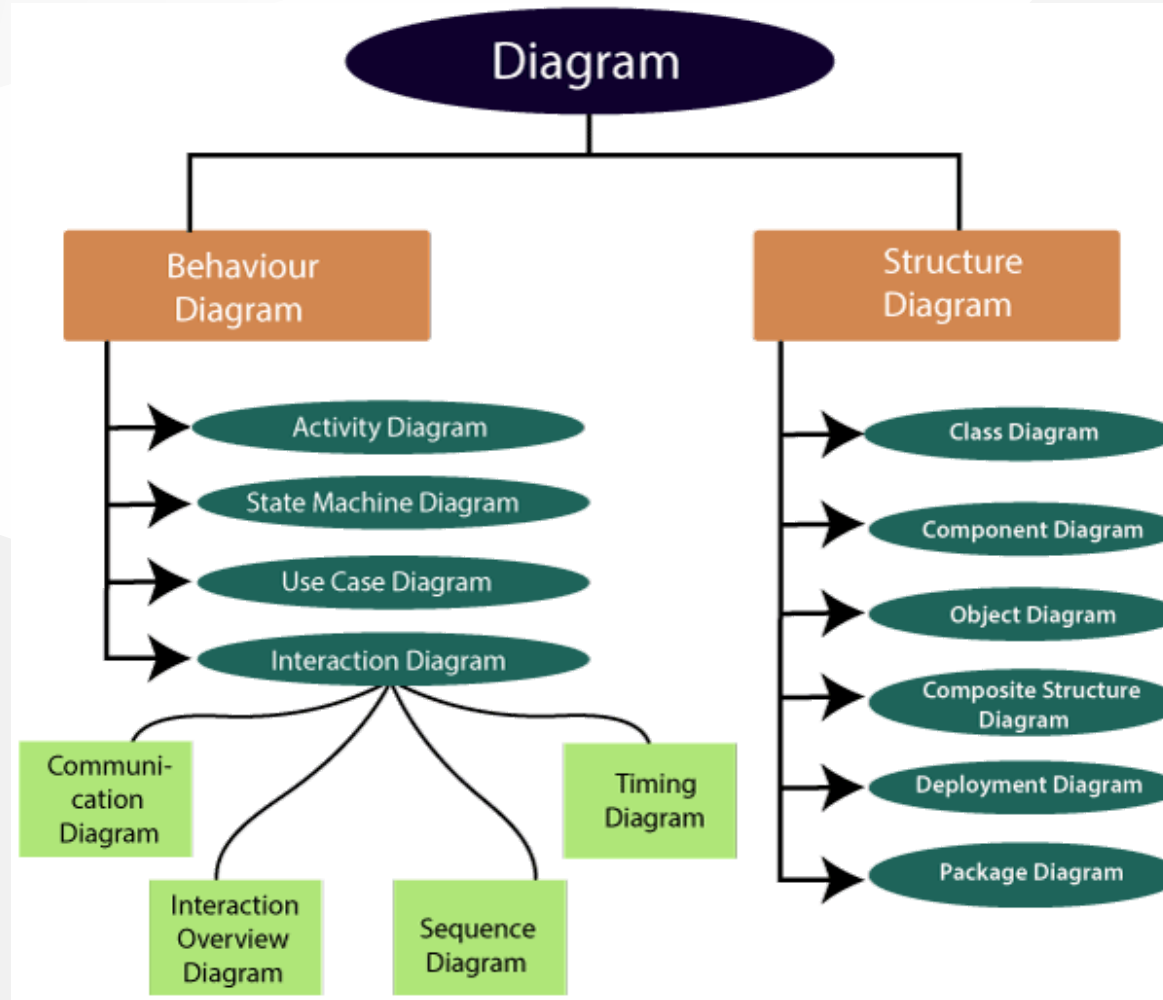 Diagram
Behaviour
Diagram
Structure
Diagram
Activity Diagram
State Machine Diagram
Use Case Diagram
Interaction Diagram
Communi-
cation
Diagram
Interaction
Overview
Diagram
Sequence
Diagram
Timing
Diagram
Class Diagram
Component Diagram
Object Diagram
Composite Structure
Diagram
Deployment Diagram
Package Diagram